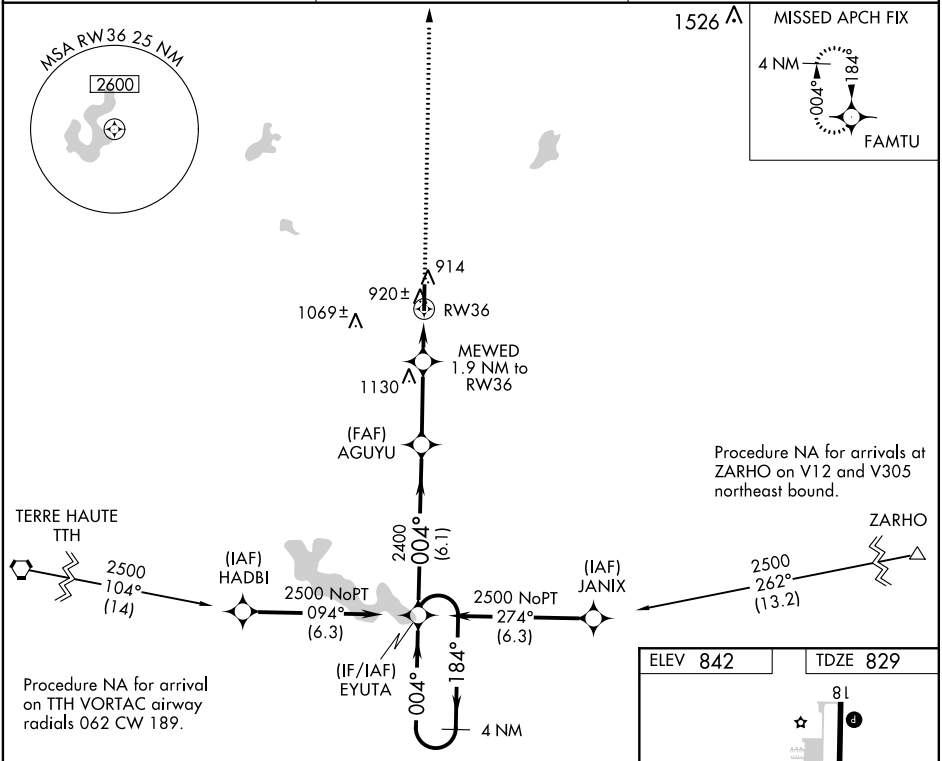 MSA RW36 25 NM
2600
1526
MISSED APCH FIX
4 NM
004°
184°
FAMTU
914
920±
RW36
1069±
MEWED
1.9 NM to
RW36
1130
(FAF)
AGUYU
Procedure NA for arrivals at
ZARHO on V12 and V305
northeast bound.
TERRE HAUTE
TTH
2500
104°
(14)
(IAF)
HADBI
2500 NoPT
094°
(6.3)
2400
004°
(6.1)
(IAF)
JANIX
2500 NoPT
274°
(6.3)
ZARHO
2500
262°
(13.2)
(IF/IAF)
EYUTA
004°
184°
4 NM
Procedure NA for arrival
on TTH VORTAC airway
radials 062 CW 189.
ELEV 842
TDZE 829
18
P